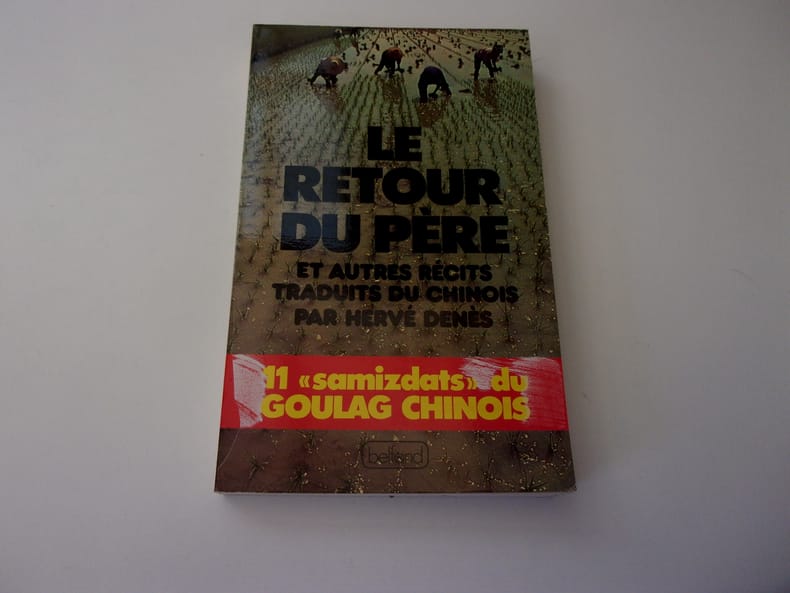 LE
RETOUR
DU PÈRE
ET AUTRES RÉCITS
TRADUITS DU CHINOIS
PAR HERVÉ DENÈS
11 «samizdats» du
GOULAG CHINOIS
belfond